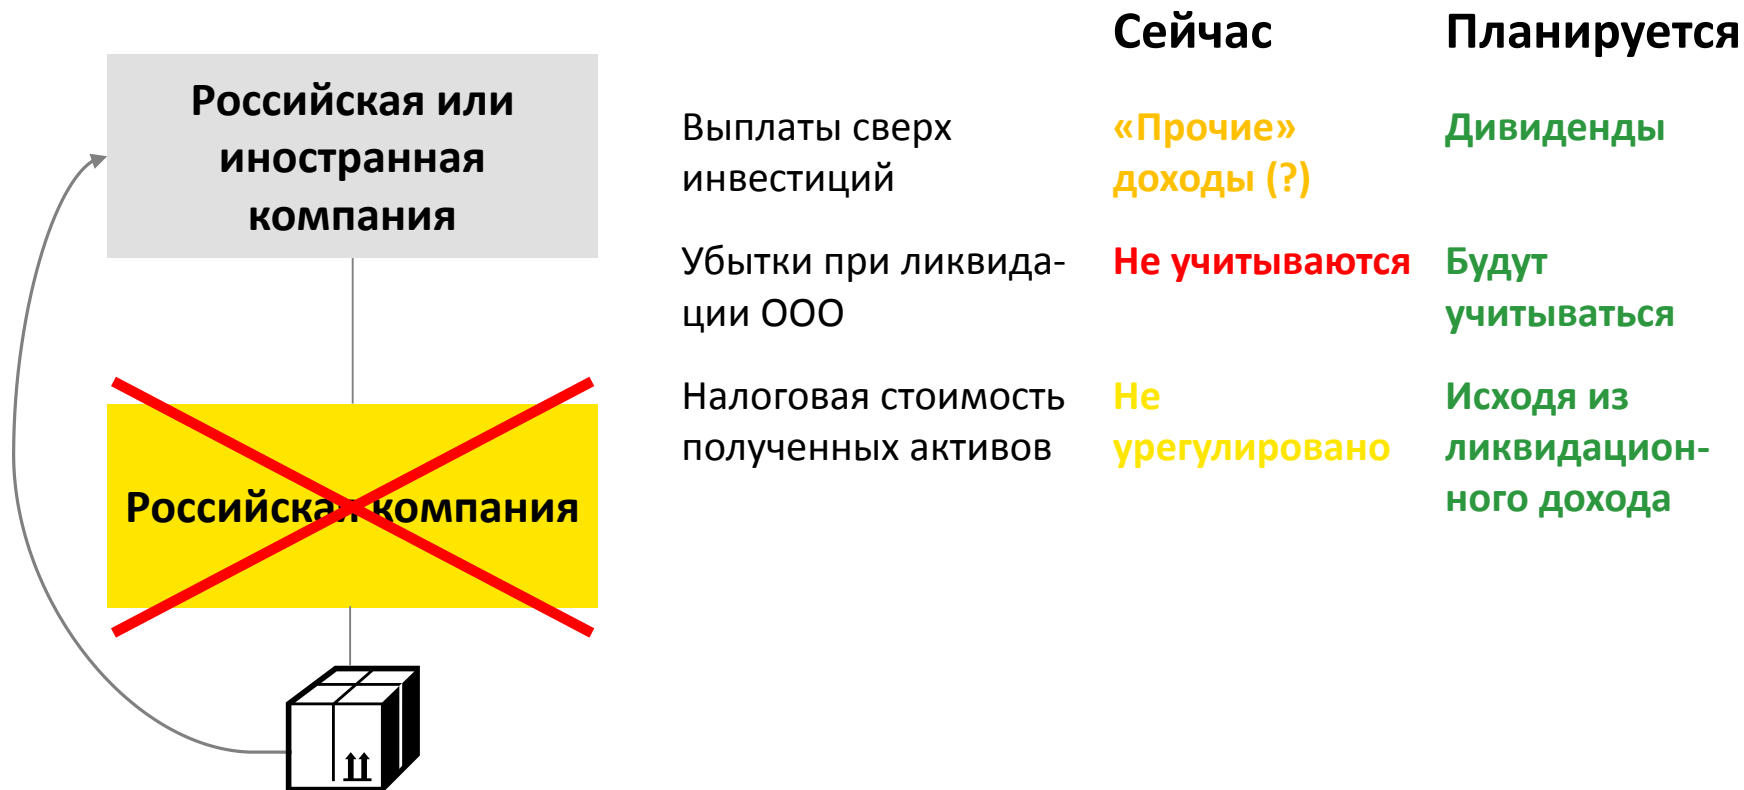 Сейчас
Планируется
Российская или
иностранная
компания
Российская компания
Выплаты сверх
инвестиций
«Прочие»
доходы (?)
Дивиденды
Убытки при ликвида-
ции ООО
Не учитываются
Будут
учитываться
Налоговая стоимость
полученных активов
Не
урегулировано
Исходя из
ликвидацион-
ного дохода